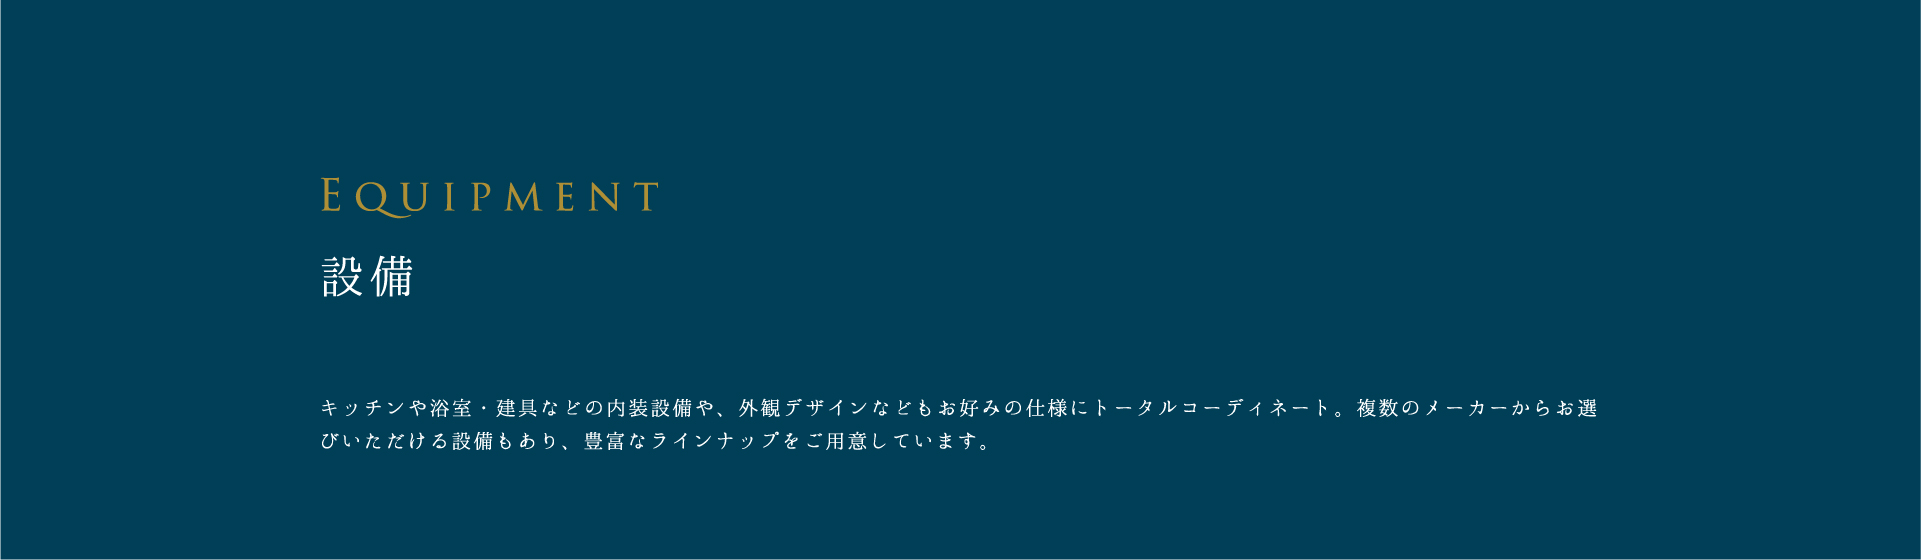 EQUIPMENT
設備
キッチンや浴室・建具などの内装設備や、外観デザインなどもお好みの仕様にトータルコーディネート。複数のメーカーからお選
びいただける設備もあり、豊富なラインナップをご用意しています。